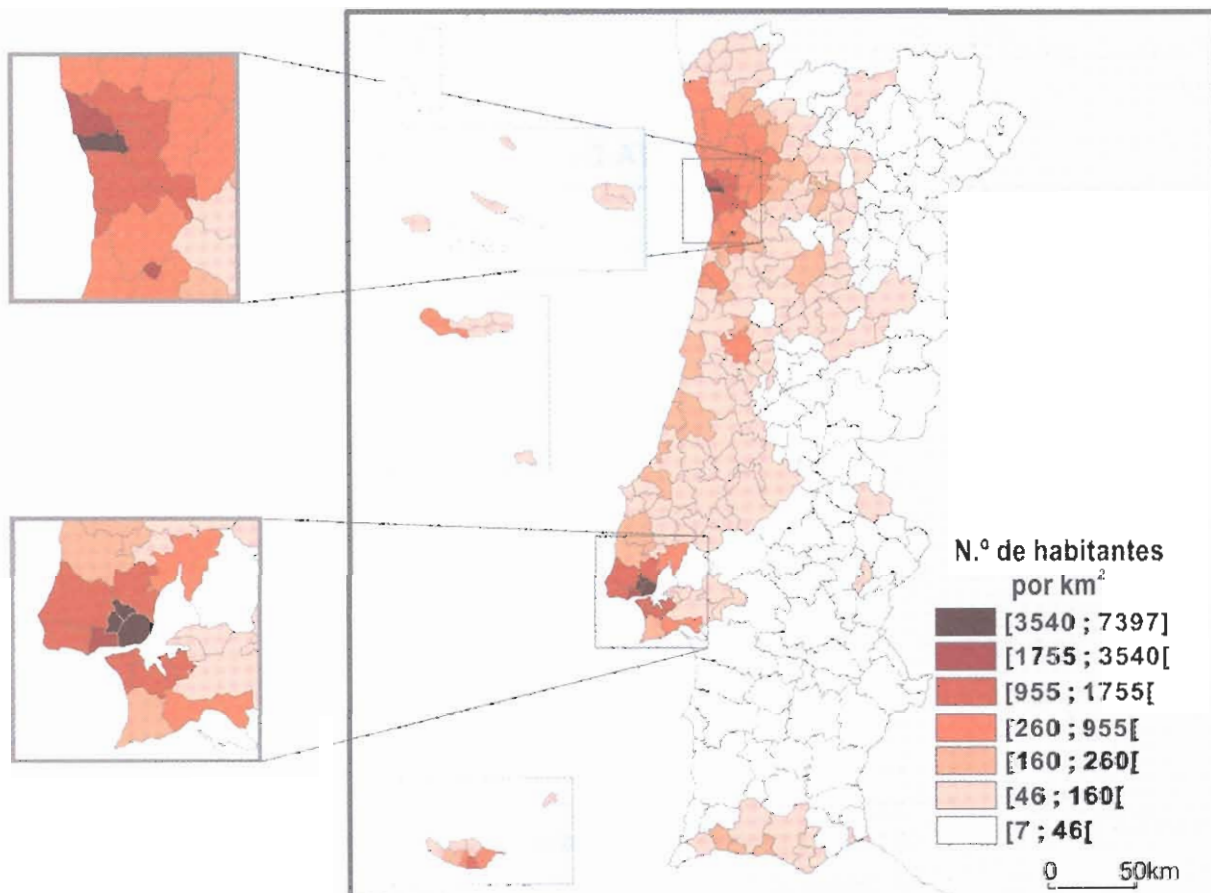 N.º de habitantes
por km²
[3540 ; 7397]
[1755 ; 3540[
[955 ; 1755[
[260 ; 955[
[160 ; 260[
[46 ; 160[
[7 ; 46[
0 50km